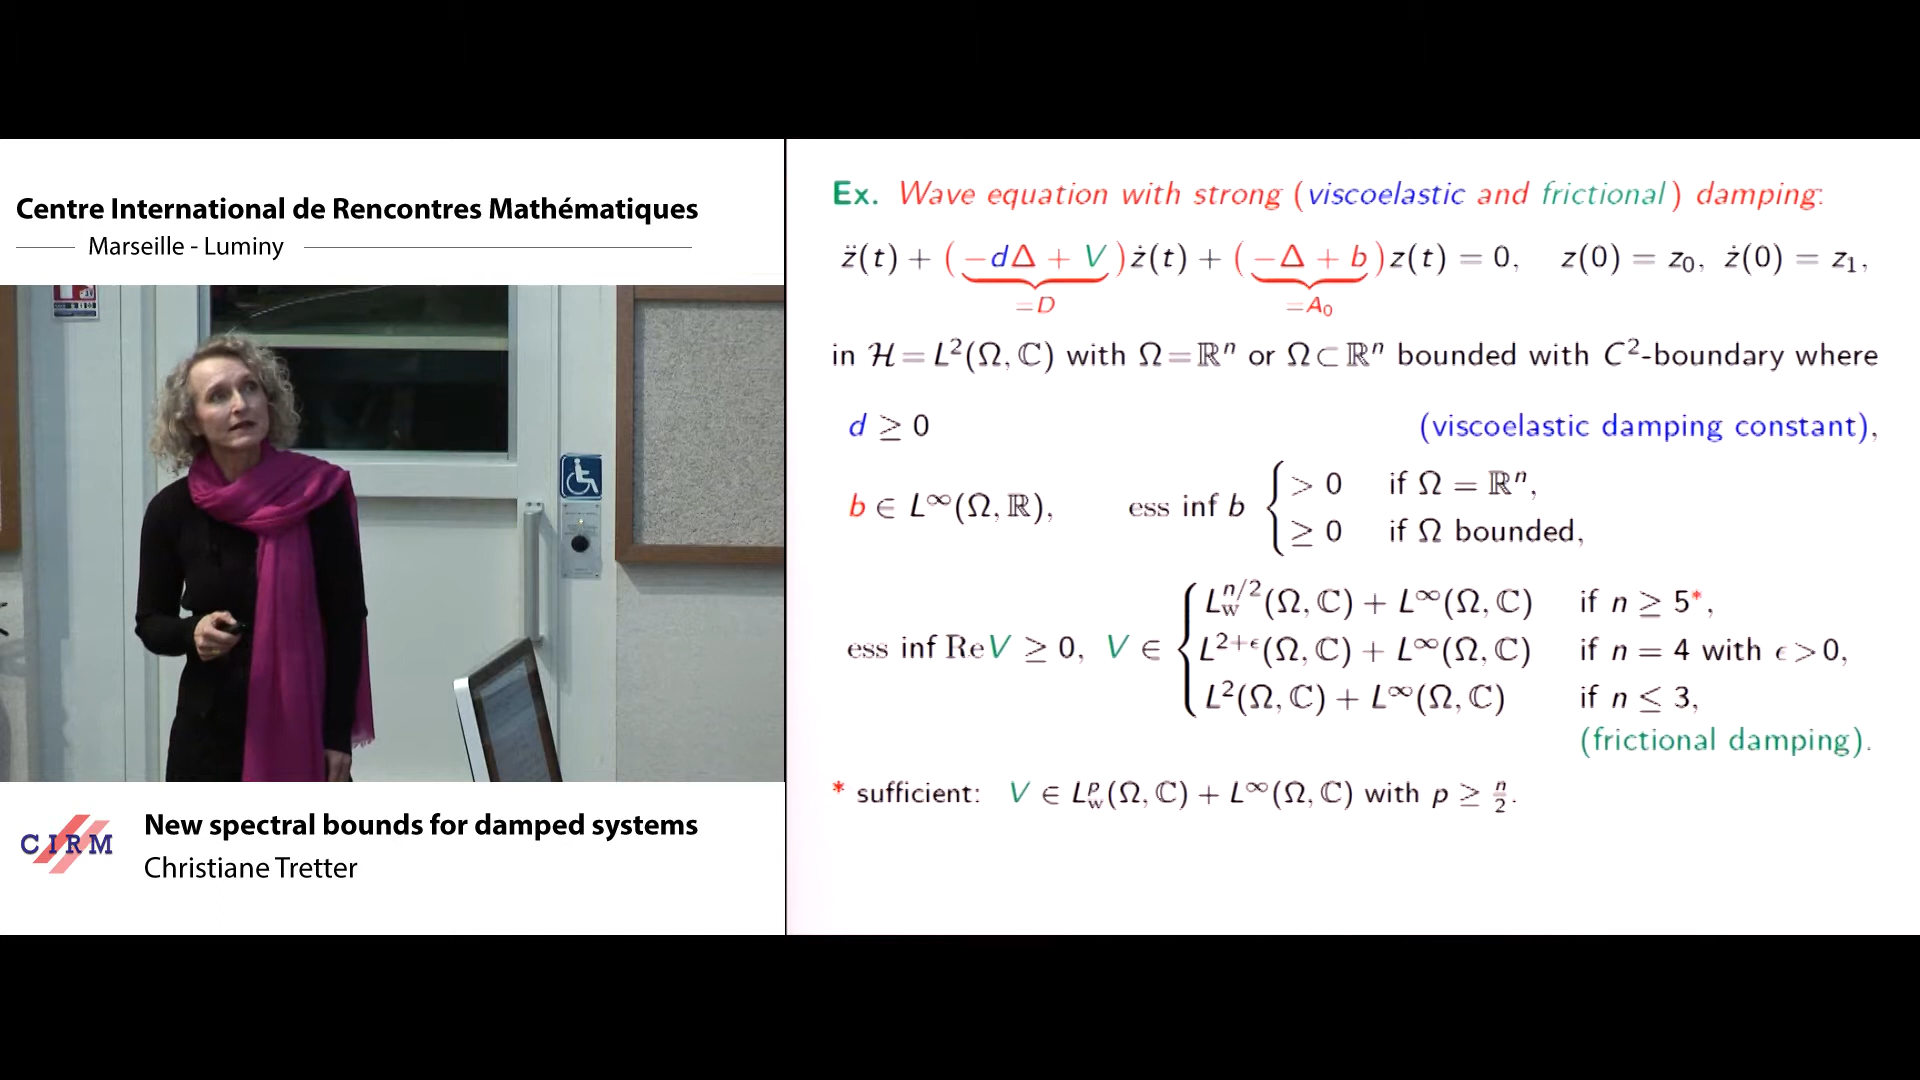 Centre International de Rencontres Mathématiques
Marseille - Luminy
CIRM
New spectral bounds for damped systems
Christiane Tretter
Ex. Wave equation with strong (viscoelastic and frictional) damping:
z̈(t) + (−dΔ + V)ż(t) + (−Δ + b)z(t) = 0, z(0) = z₀, ż(0) = z₁,
=D =A₀
in ℋ = L²(Ω, ℂ) with Ω = ℝⁿ or Ω ⊂ ℝⁿ bounded with C²-boundary where
d ≥ 0 (viscoelastic damping constant),
b ∈ L^∞(Ω, ℝ), ess inf b { > 0 if Ω = ℝⁿ,
≥ 0 if Ω bounded,
ess inf Re V ≥ 0, V ∈ { L_w^{n/2}(Ω, ℂ) + L^∞(Ω, ℂ) if n ≥ 5*,
L^{2+ϵ}(Ω, ℂ) + L^∞(Ω, ℂ) if n = 4 with ϵ > 0,
L²(Ω, ℂ) + L^∞(Ω, ℂ) if n ≤ 3,
(frictional damping).
* sufficient: V ∈ L_w^p(Ω, ℂ) + L^∞(Ω, ℂ) with p ≥ n/2.